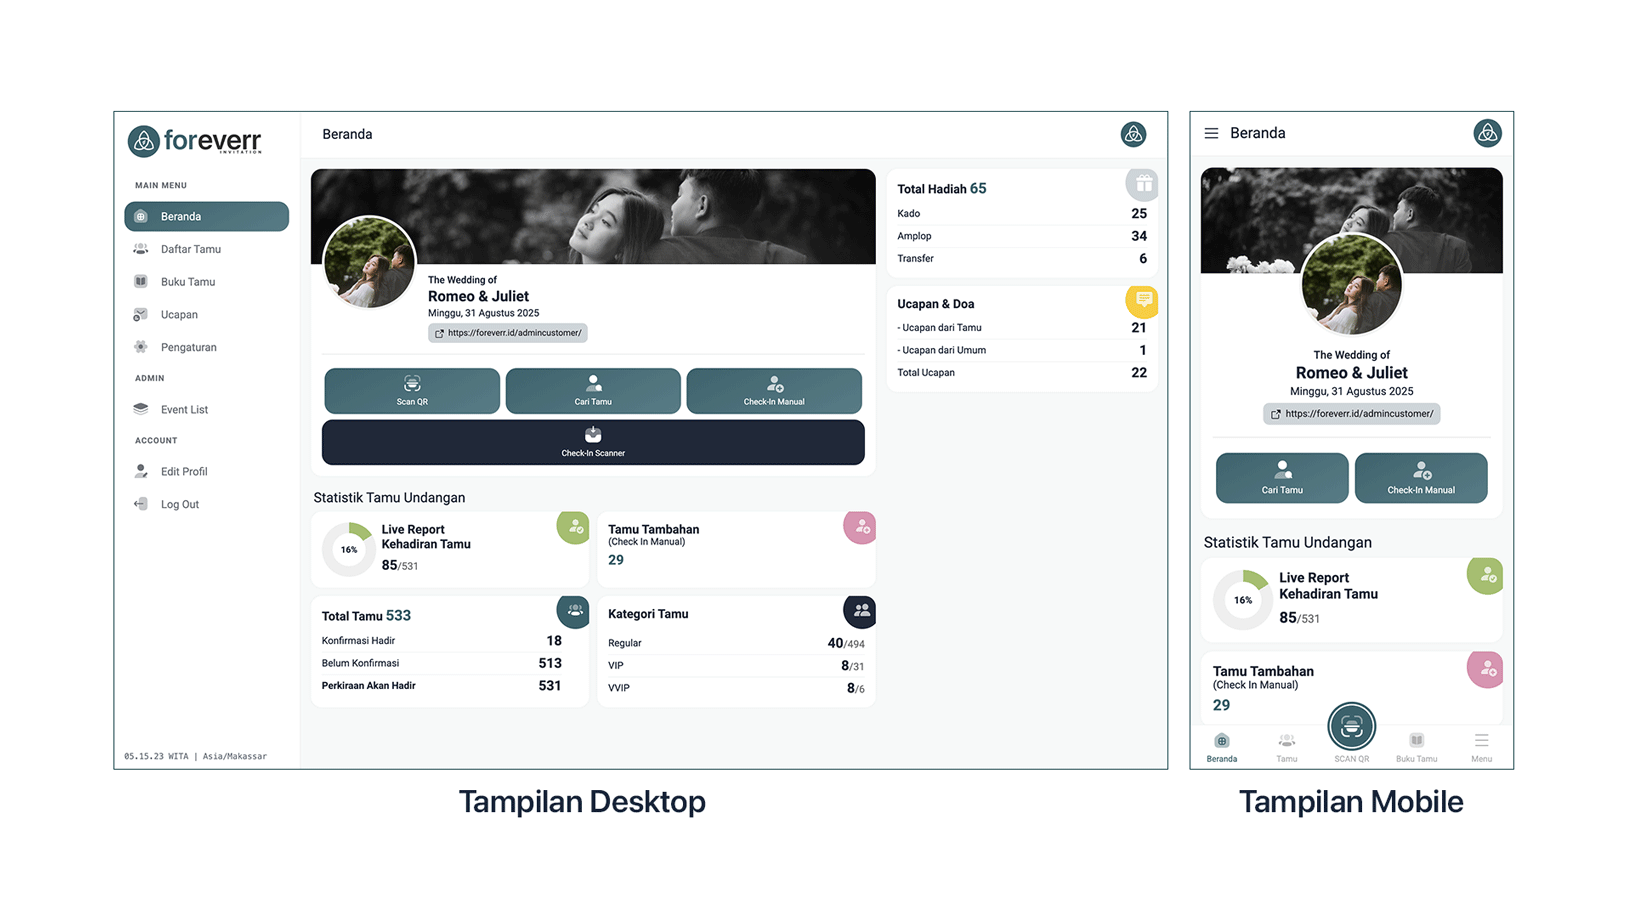 foreverr
INVITATION
MAIN MENU
Beranda
Daftar Tamu
Buku Tamu
Ucapan
Pengaturan
ADMIN
Event List
ACCOUNT
Edit Profil
Log Out
05.15.23 WITA | Asia/Makassar
Beranda
The Wedding of
Romeo & Juliet
Minggu, 31 Agustus 2025
https://foreverr.id/admincustomer/
Scan QR
Cari Tamu
Check-In Manual
Check-In Scanner
Statistik Tamu Undangan
16%
Live Report
Kehadiran Tamu
85/531
Tamu Tambahan
(Check In Manual)
29
Total Tamu 533
Konfirmasi Hadir 18
Belum Konfirmasi 513
Perkiraan Akan Hadir 531
Kategori Tamu
Regular 40/494
VIP 8/31
VVIP 8/6
Total Hadiah 65
Kado 25
Amplop 34
Transfer 6
Ucapan & Doa
- Ucapan dari Tamu 21
- Ucapan dari Umum 1
Total Ucapan 22
Tampilan Desktop
Beranda
The Wedding of
Romeo & Juliet
Minggu, 31 Agustus 2025
https://foreverr.id/admincustomer/
Cari Tamu
Check-In Manual
Statistik Tamu Undangan
16%
Live Report
Kehadiran Tamu
85/531
Tamu Tambahan
(Check In Manual)
29
Beranda
Tamu
SCAN QR
Buku Tamu
Menu
Tampilan Mobile